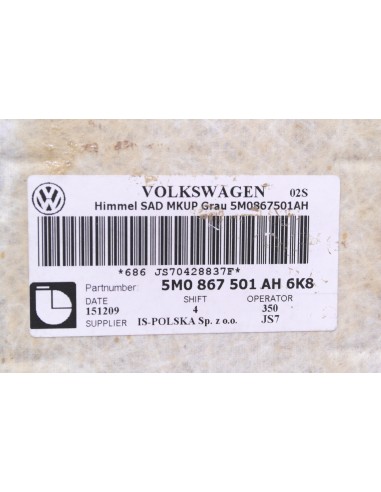 VOLKSWAGEN 02S
Himmel SAD MKUP Grau 5M0867501AH
*686 JS70428837F*
Partnumber: 5M0 867 501 AH 6K8
DATE SHIFT OPERATOR
151209 4 350
SUPPLIER IS-POLSKA Sp. z o.o. JS7